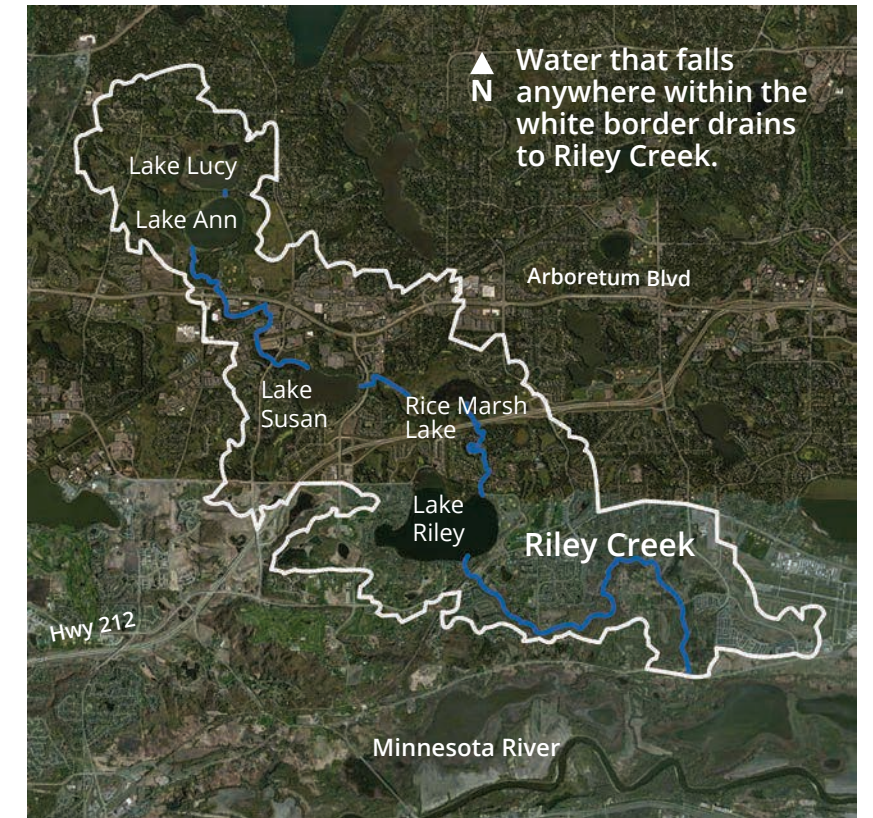 N
Water that falls
anywhere within the
white border drains
to Riley Creek.
Lake Lucy
Lake Ann
Arboretum Blvd
Lake
Susan
Rice Marsh
Lake
Lake
Riley
Riley Creek
Hwy 212
Minnesota River